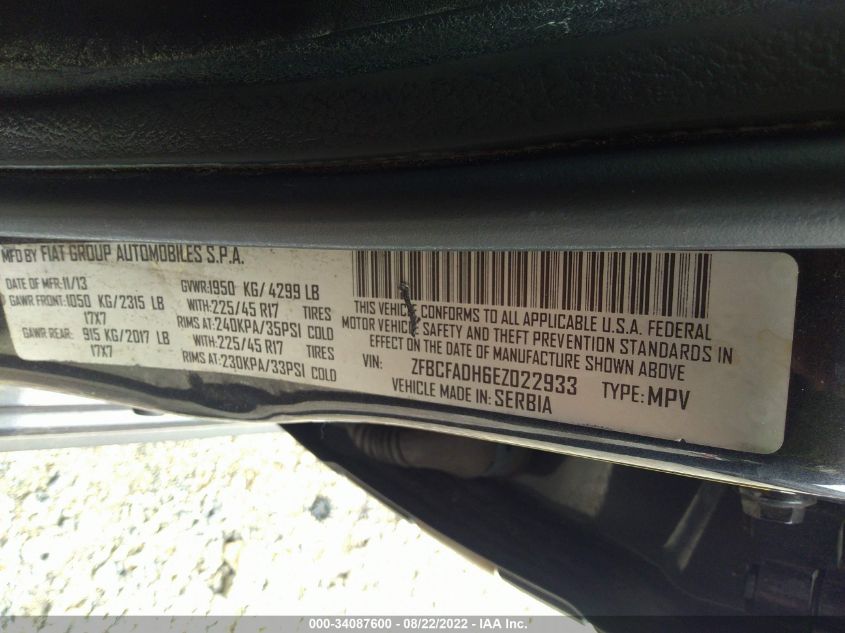 MFD BY FIAT GROUP AUTOMOBILES S.P.A.
DATE OF MFR:11/13 GVWR:1950 KG/ 4299 LB
GAWR FRONT:1050 KG/2315 LB WITH:225/45 R17 TIRES
17X7 RIMS AT:240KPA/35PSI COLD
GAWR REAR: 915 KG/2017 LB WITH:225/45 R17 TIRES
17X7 RIMS AT:230KPA/33PSI COLD
THIS VEHICLE CONFORMS TO ALL APPLICABLE U.S.A. FEDERAL
MOTOR VEHICLE SAFETY AND THEFT PREVENTION STANDARDS IN
EFFECT ON THE DATE OF MANUFACTURE SHOWN ABOVE
VIN: ZFBCFADH6EZ022933 TYPE:MPV
VEHICLE MADE IN: SERBIA
000-34087600 - 08/22/2022 - IAA Inc.